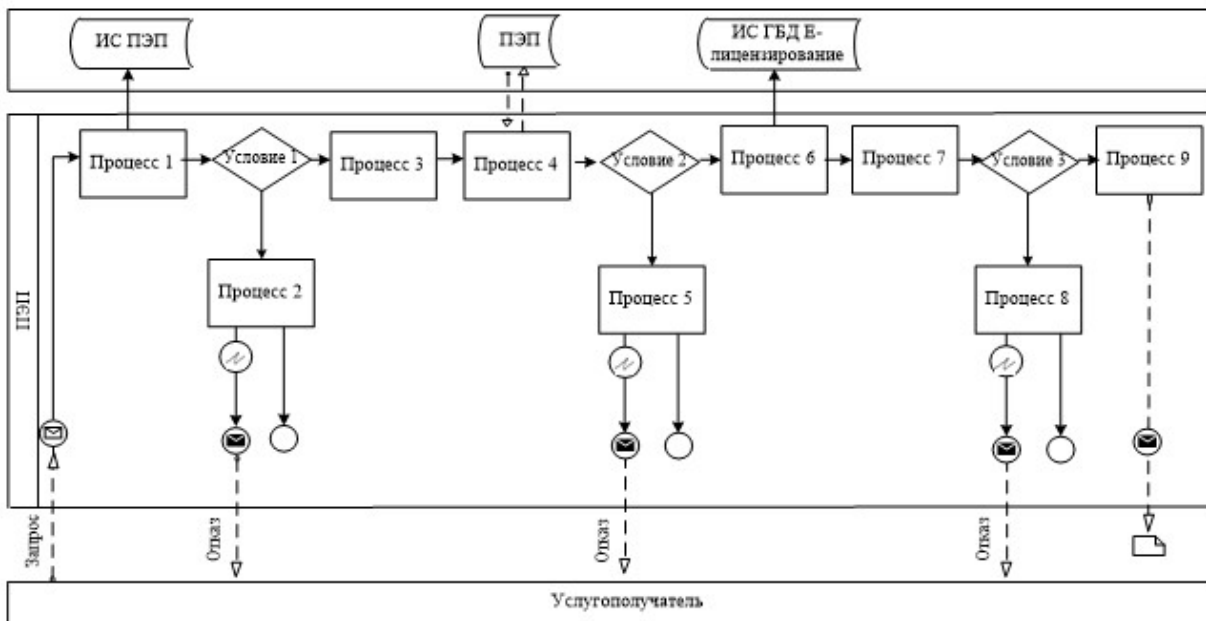 ИС ПЭП
ПЭП
ИС ГБД Е-
лицензирование
Процесс 1
Условие 1
Процесс 3
Процесс 4
Условие 2
Процесс 6
Процесс 7
Условие 3
Процесс 9
Процесс 2
Процесс 5
Процесс 8
ПЭП
Запрос
Отказ
Отказ
Отказ
Услугополучатель